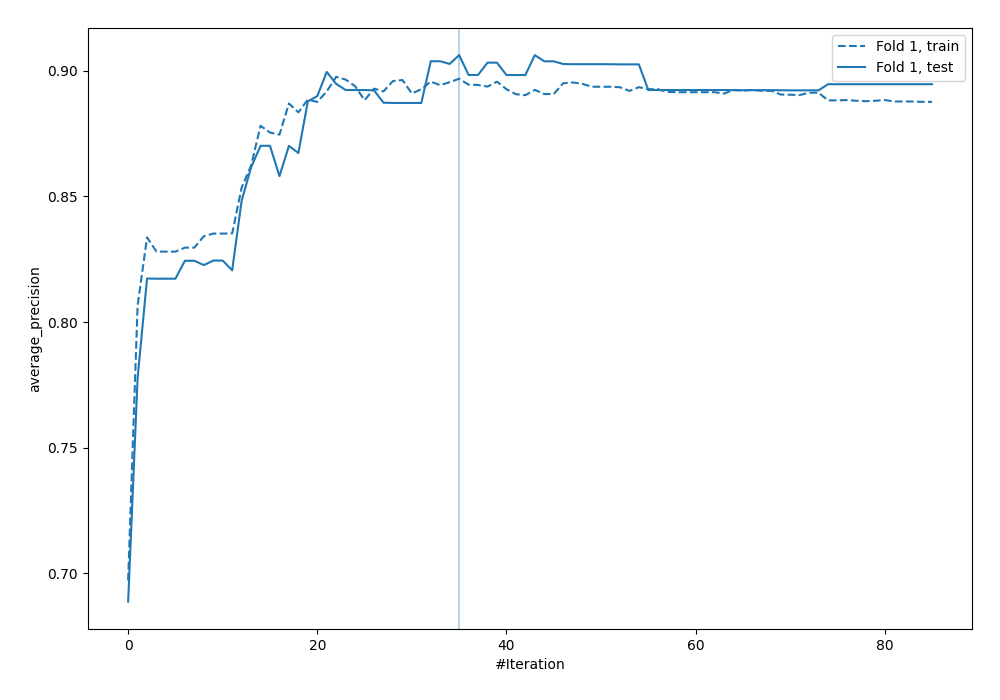 Fold 1, train
Fold 1, test
0.90
0.85
0.80
0.75
0.70
average_precision
0 20 40 60 80
#Iteration